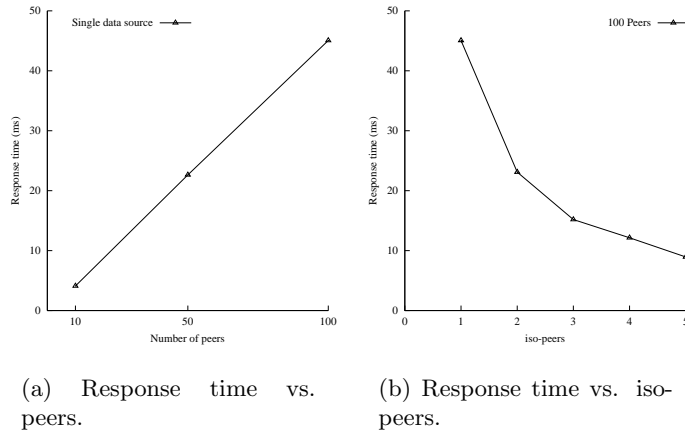 Single data source
50
40
30
20
10
0
Response time (ms)
10 50 100
Number of peers
(a) Response time vs.
peers.
100 Peers
50
40
30
20
10
0
Response time (ms)
0 1 2 3 4 5
iso-peers
(b) Response time vs. iso-
peers.